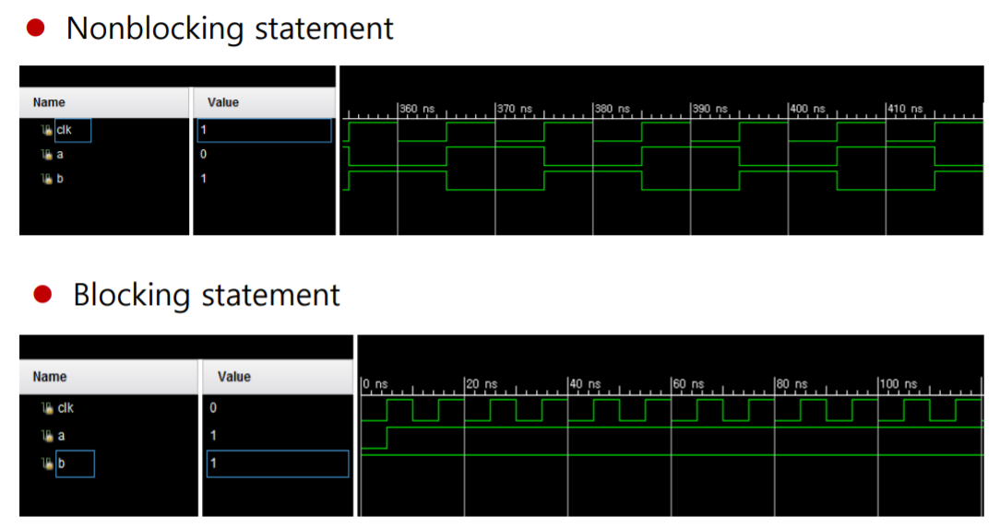 Nonblocking statement
Name Value
360 ns 370 ns 380 ns 390 ns 400 ns 410 ns
clk 1
a 0
b 1
Blocking statement
Name Value
0 ns 20 ns 40 ns 60 ns 80 ns 100 ns
clk 0
a 1
b 1